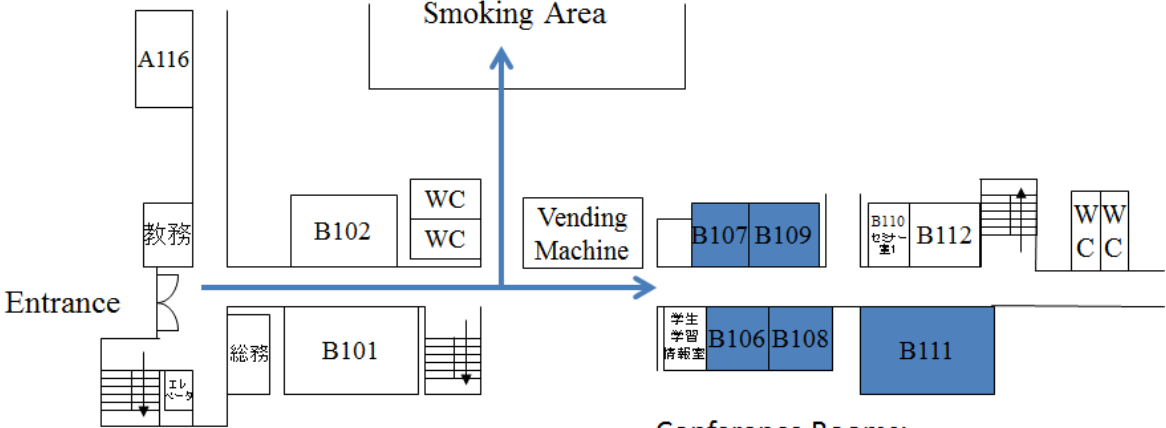 Smoking Area
A116
WC
WC
B102
Vending
Machine
教務
B107
B109
B110
セミナー
室1
B112
W
C
W
C
Entrance
総務
B101
学生
学習
情報室
B106
B108
B111
エレ
ベータ
Conference Rooms: